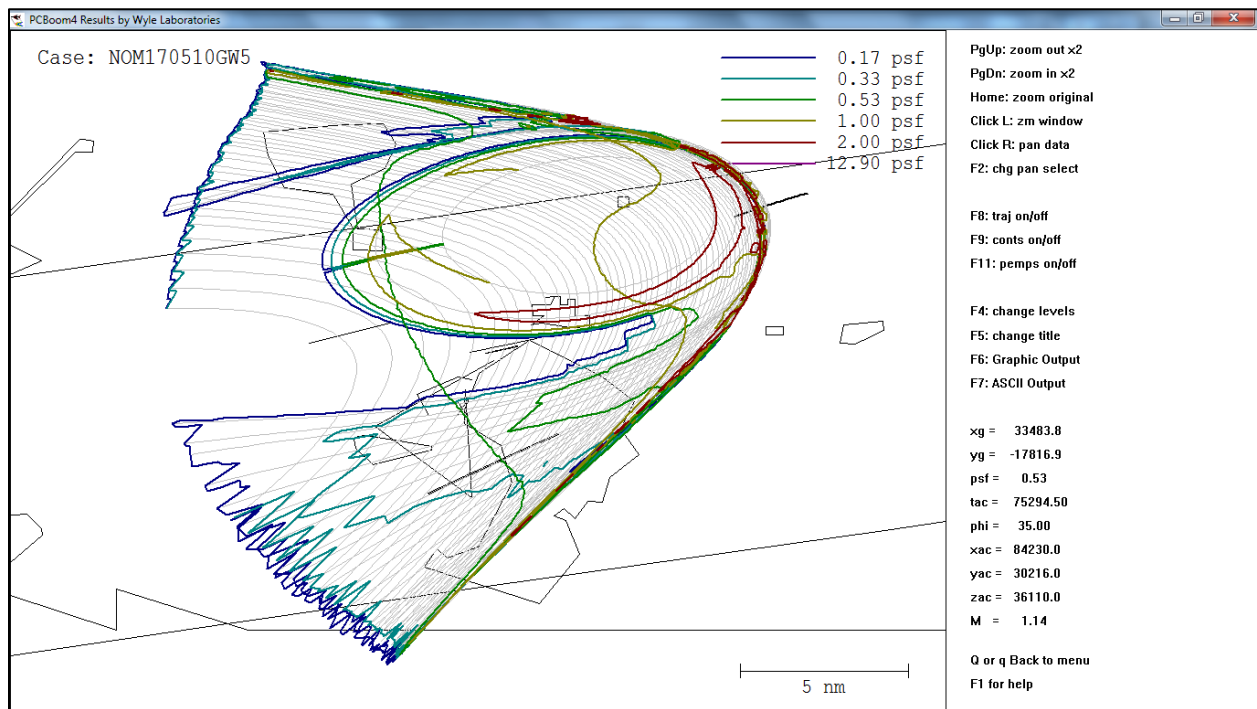 PCBoom4 Results by Wyle Laboratories
Case: NOM170510GW5
0.17 psf
0.33 psf
0.53 psf
1.00 psf
2.00 psf
12.90 psf
5 nm
PgUp: zoom out x2
PgDn: zoom in x2
Home: zoom original
Click L: zm window
Click R: pan data
F2: chg pan select
F8: traj on/off
F9: conts on/off
F11: pemps on/off
F4: change levels
F5: change title
F6: Graphic Output
F7: ASCII Output
xg = 33483.8
yg = -17816.9
psf = 0.53
tac = 75294.50
phi = 35.00
xac = 84230.0
yac = 30216.0
zac = 36110.0
M = 1.14
Q or q Back to menu
F1 for help